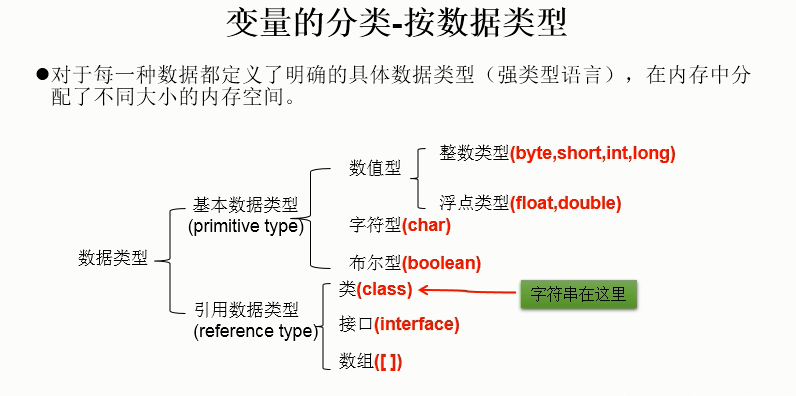 变量的分类-按数据类型
●对于每一种数据都定义了明确的具体数据类型（强类型语言），在内存中分
配了不同大小的内存空间。
整数类型(byte,short,int,long)
数值型
浮点类型(float,double)
基本数据类型
(primitive type)
字符型(char)
数据类型
布尔型(boolean)
类(class)
字符串在这里
引用数据类型
(reference type)
接口(interface)
数组([ ])